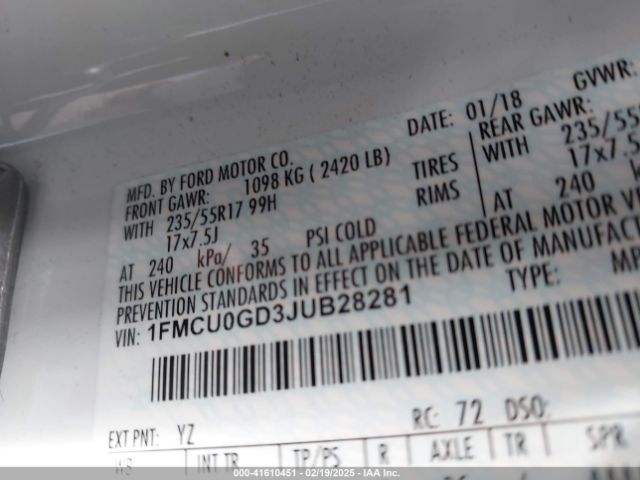 DATE: 01/18 GVWR:
MFD. BY FORD MOTOR CO.
FRONT GAWR: 1098 KG ( 2420 LB) REAR GAWR:
WITH 235/55R17 99H TIRES WITH 235/55
17x7.5J RIMS 17x7.5
AT 240 kPa/ 35 PSI COLD AT 240
THIS VEHICLE CONFORMS TO ALL APPLICABLE FEDERAL MOTOR
PREVENTION STANDARDS IN EFFECT ON THE DATE OF MANUFACT
VIN: 1FMCU0GD3JUB28281 TYPE: MP
EXT PNT: YZ RC: 72 DSO:
WB INT TR TP/PS R AXLE TR SPR
000-41610451 - 02/19/2025 - IAA Inc.